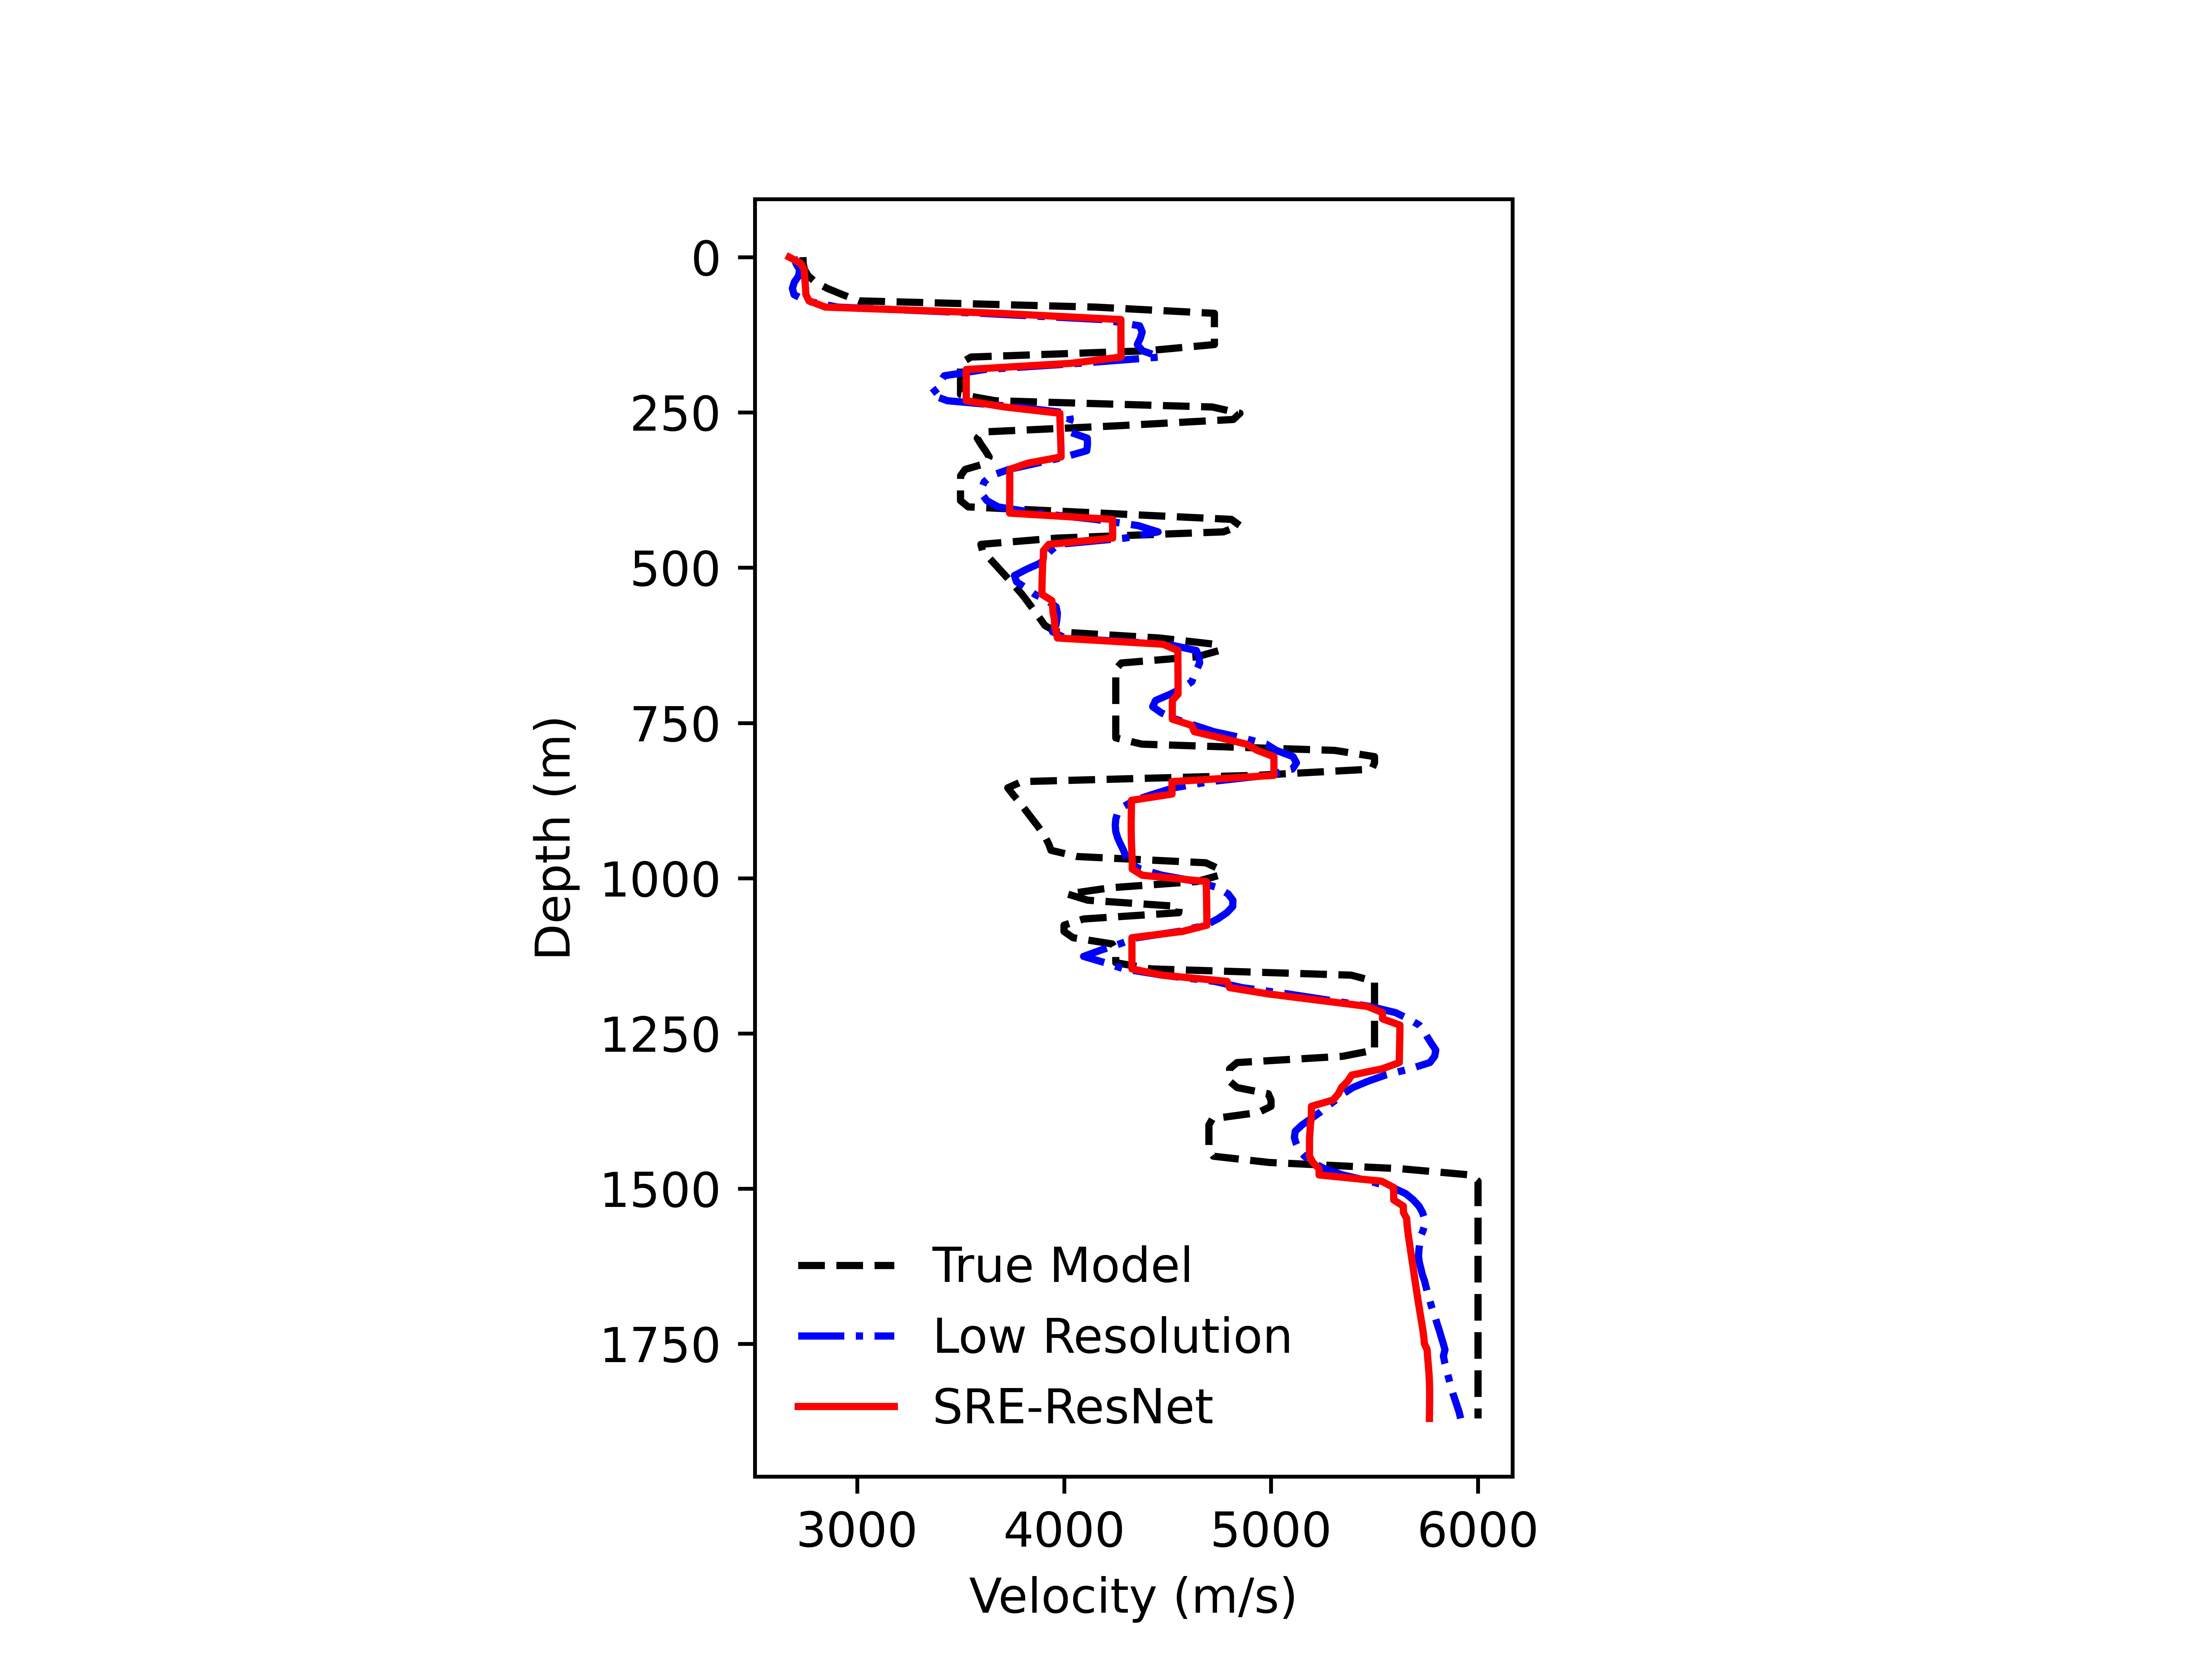 0
250
500
750
1000
1250
1500
1750
Depth (m)
True Model
Low Resolution
SRE-ResNet
3000 4000 5000 6000
Velocity (m/s)